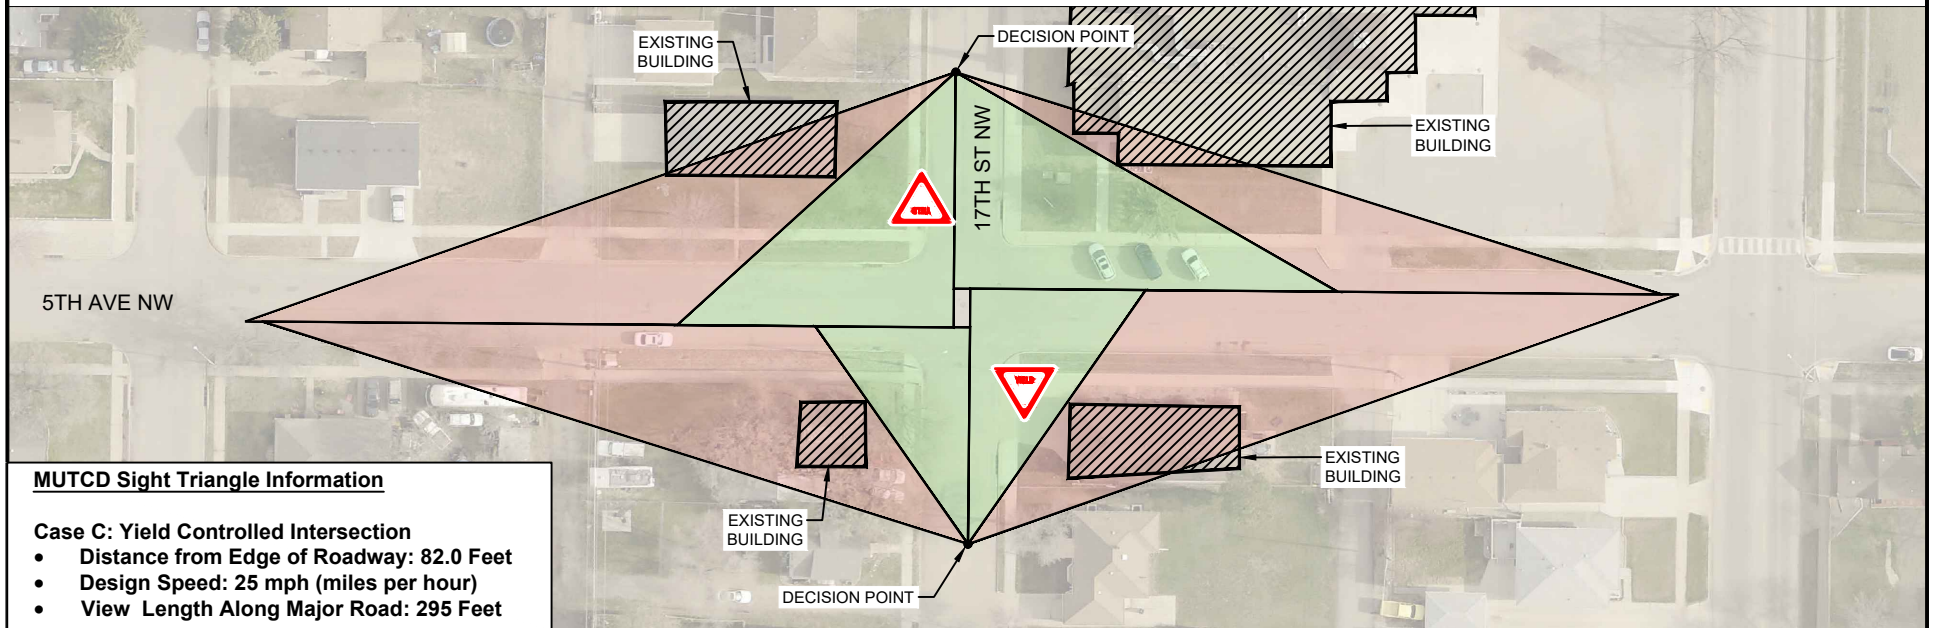 EXISTING
BUILDING
DECISION POINT
EXISTING
BUILDING
17TH ST NW
YIELD
5TH AVE NW
YIELD
EXISTING
BUILDING
EXISTING
BUILDING
DECISION POINT
MUTCD Sight Triangle Information
Case C: Yield Controlled Intersection
• Distance from Edge of Roadway: 82.0 Feet
• Design Speed: 25 mph (miles per hour)
• View Length Along Major Road: 295 Feet